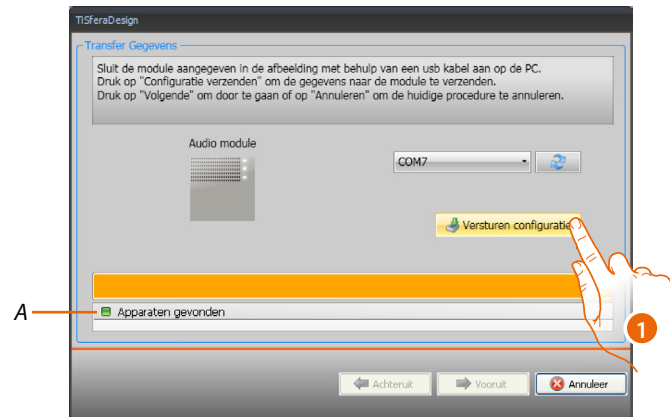 TiSferaDesign
Transfer Gegevens
Sluit de module aangegeven in de afbeelding met behulp van een usb kabel aan op de PC.
Druk op "Configuratie verzenden" om de gegevens naar de module te verzenden.
Druk op "Volgende" om door te gaan of op "Annuleren" om de huidige procedure te annuleren.
Audio module
COM7
Versturen configuratie
A
Apparaten gevonden
1
Achteruit
Vooruit
Annuleer